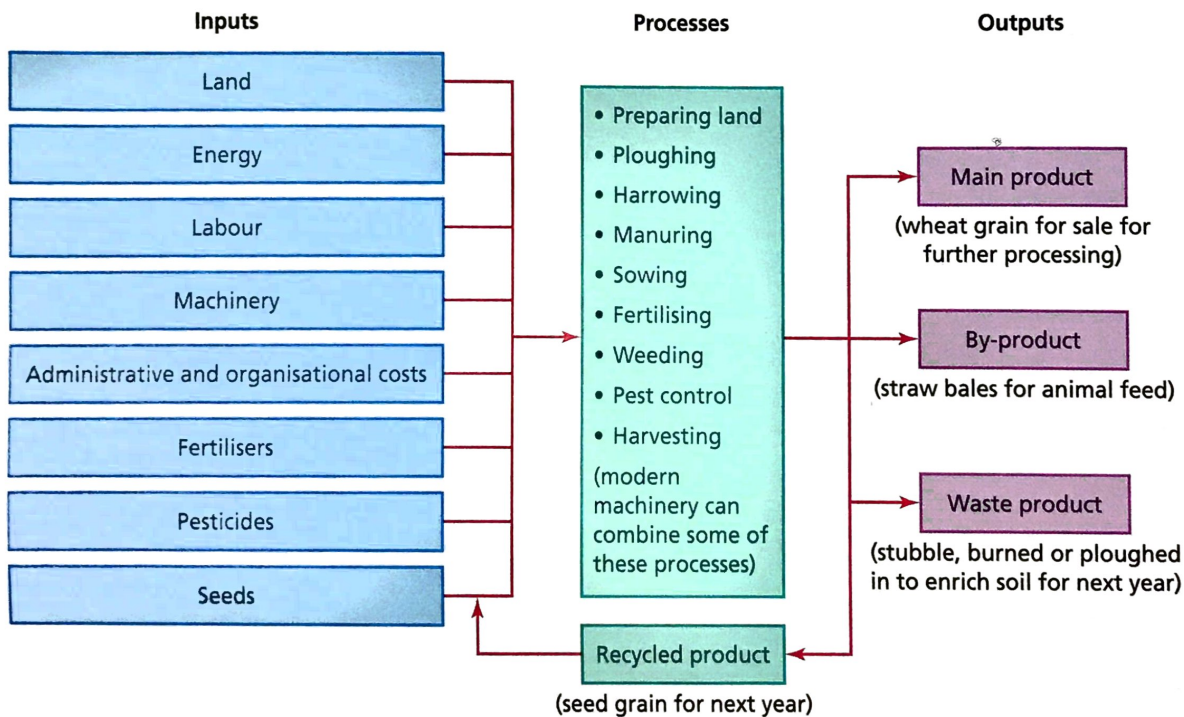 Inputs
Land
Energy
Labour
Machinery
Administrative and organisational costs
Fertilisers
Pesticides
Seeds
Processes
• Preparing land
• Ploughing
• Harrowing
• Manuring
• Sowing
• Fertilising
• Weeding
• Pest control
• Harvesting
(modern
machinery can
combine some of
these processes)
Recycled product
(seed grain for next year)
Outputs
Main product
(wheat grain for sale for
further processing)
By-product
(straw bales for animal feed)
Waste product
(stubble, burned or ploughed
in to enrich soil for next year)